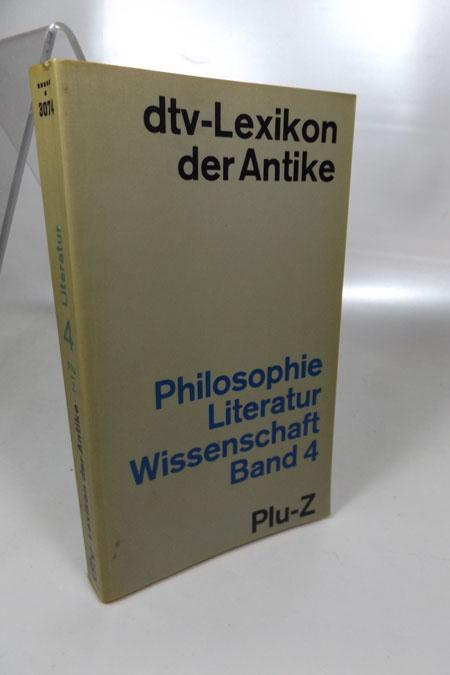 dtv-Lexikon
der Antike
Philosophie
Literatur
Wissenschaft
Band 4
Plu-Z
3074
dtv-Lexikon der Antike
4 Literatur